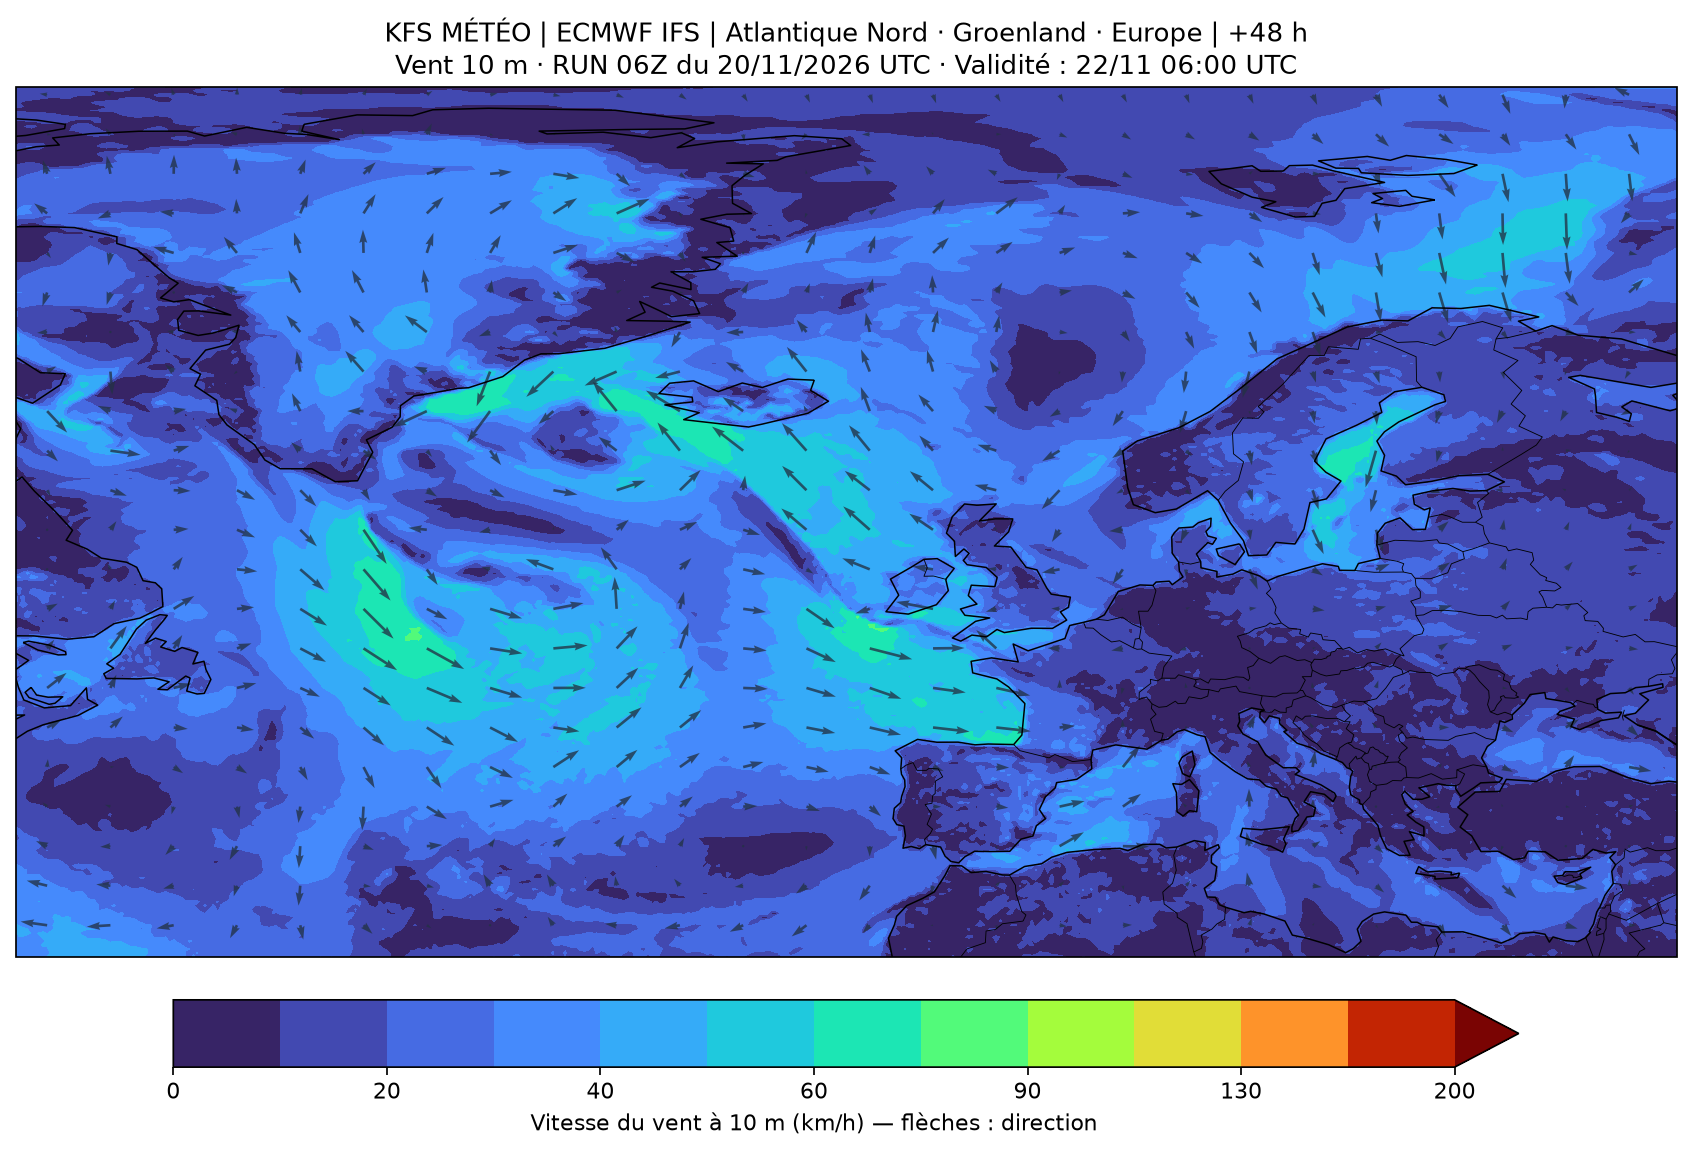 KFS MÉTÉO | ECMWF IFS | Atlantique Nord · Groenland · Europe | +48 h
Vent 10 m · RUN 06Z du 20/11/2026 UTC · Validité : 22/11 06:00 UTC
0 20 40 60 90 130 200
Vitesse du vent à 10 m (km/h) — flèches : direction